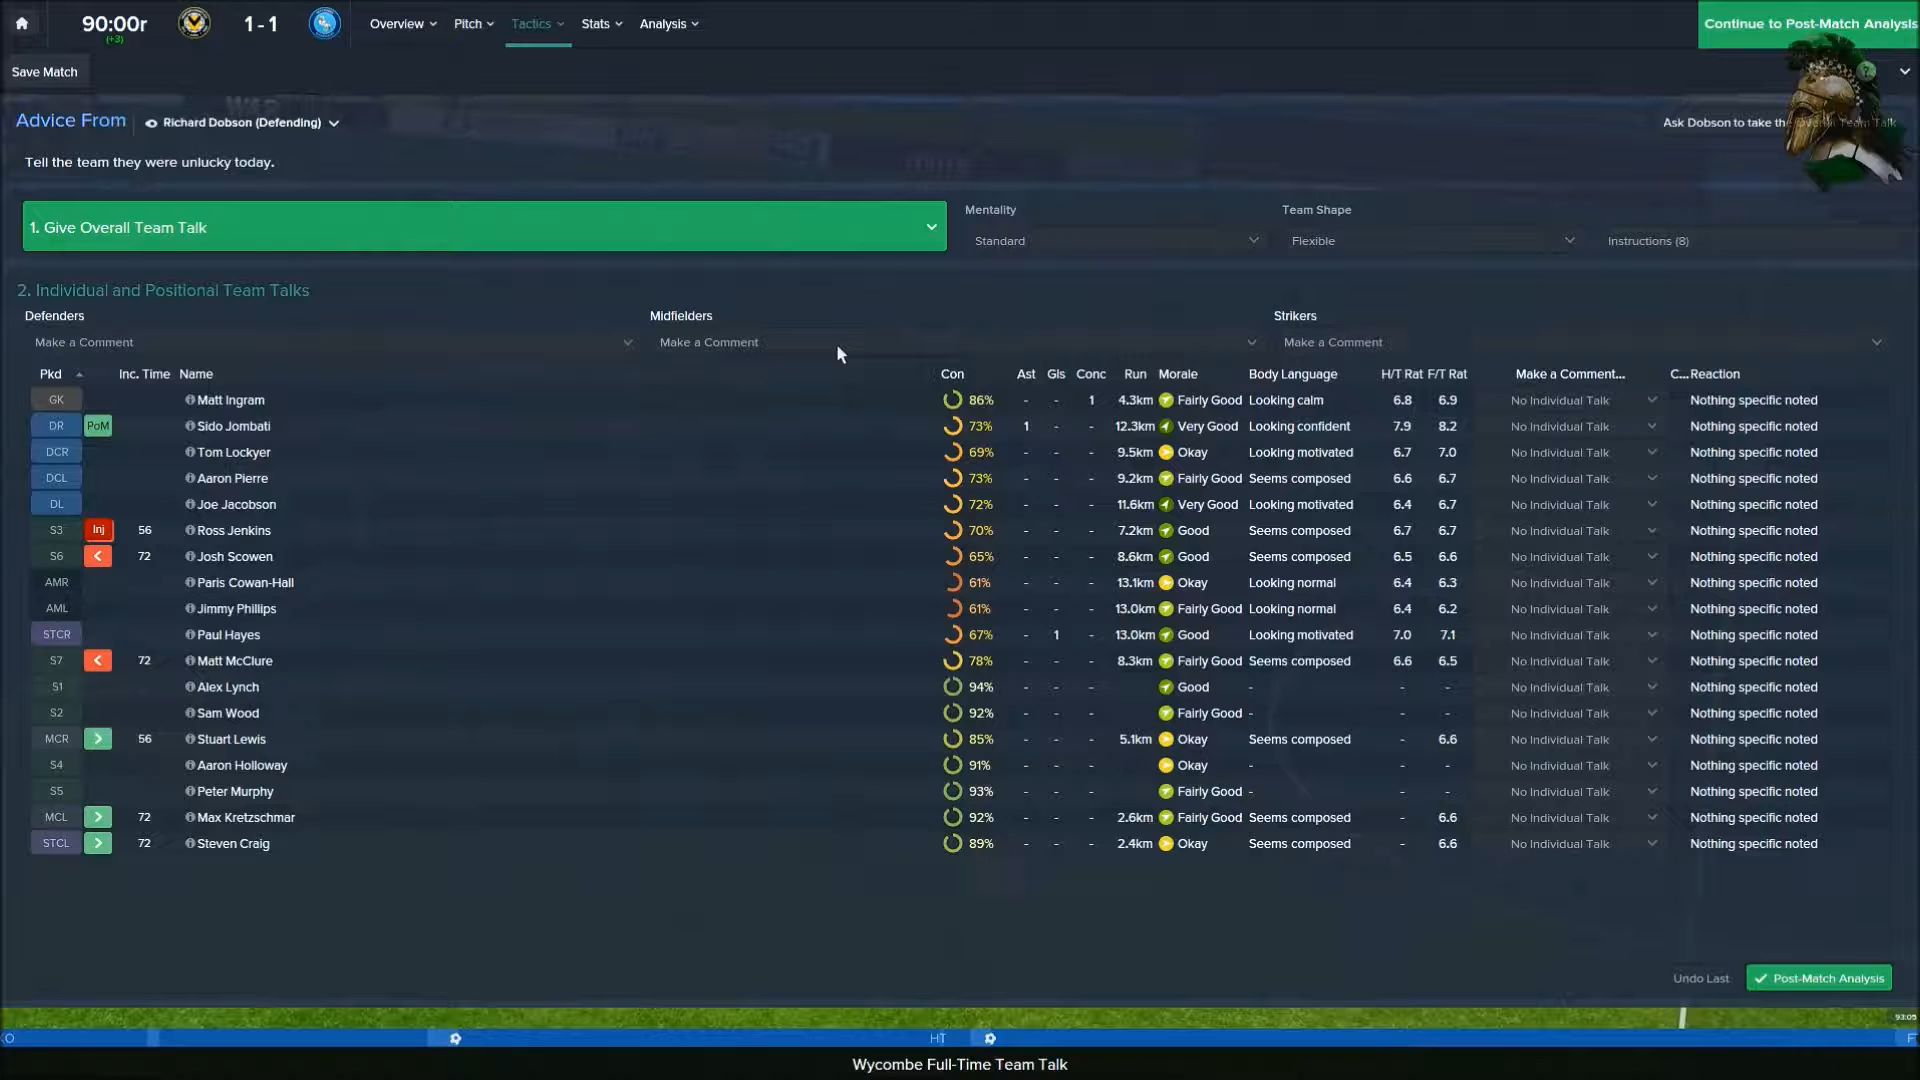 90:00r
(+3)
1 - 1
Overview
Pitch
Tactics
Stats
Analysis
Continue to Post-Match Analysis
Save Match
Advice From
Richard Dobson (Defending)
Ask Dobson to take the Overall Team Talk
Tell the team they were unlucky today.
1. Give Overall Team Talk
Mentality
Standard
Team Shape
Flexible
Instructions (8)
2. Individual and Positional Team Talks
Defenders
Midfielders
Strikers
Make a Comment
Make a Comment
Make a Comment
Pkd Inc. Time Name Con Ast Gls Conc Run Morale Body Language H/T Rat F/T Rat Make a Comment... C... Reaction
GK Matt Ingram 86% - - 1 4.3km Fairly Good Looking calm 6.8 6.9 No Individual Talk Nothing specific noted
DR PoM Sido Jombati 73% 1 - - 12.3km Very Good Looking confident 7.9 8.2 No Individual Talk Nothing specific noted
DCR Tom Lockyer 69% - - - 9.5km Okay Looking motivated 6.7 7.0 No Individual Talk Nothing specific noted
DCL Aaron Pierre 73% - - - 9.2km Fairly Good Seems composed 6.6 6.7 No Individual Talk Nothing specific noted
DL Joe Jacobson 72% - - - 11.6km Very Good Looking motivated 6.4 6.7 No Individual Talk Nothing specific noted
S3 Inj 56 Ross Jenkins 70% - - - 7.2km Good Seems composed 6.7 6.7 No Individual Talk Nothing specific noted
S6 72 Josh Scowen 65% - - - 8.6km Good Seems composed 6.5 6.6 No Individual Talk Nothing specific noted
AMR Paris Cowan-Hall 61% - - - 13.1km Okay Looking normal 6.4 6.3 No Individual Talk Nothing specific noted
AML Jimmy Phillips 61% - - - 13.0km Fairly Good Looking normal 6.4 6.2 No Individual Talk Nothing specific noted
STCR Paul Hayes 67% - 1 - 13.0km Good Looking motivated 7.0 7.1 No Individual Talk Nothing specific noted
S7 72 Matt McClure 78% - - - 8.3km Fairly Good Seems composed 6.6 6.5 No Individual Talk Nothing specific noted
S1 Alex Lynch 94% - - - Good - - - No Individual Talk Nothing specific noted
S2 Sam Wood 92% - - - Fairly Good - - - No Individual Talk Nothing specific noted
MCR 56 Stuart Lewis 85% - - - 5.1km Okay Seems composed - 6.6 No Individual Talk Nothing specific noted
S4 Aaron Holloway 91% - - - Okay - - - No Individual Talk Nothing specific noted
S5 Peter Murphy 93% - - - Fairly Good - - - No Individual Talk Nothing specific noted
MCL 72 Max Kretzschmar 92% - - - 2.6km Fairly Good Seems composed - 6.6 No Individual Talk Nothing specific noted
STCL 72 Steven Craig 89% - - - 2.4km Okay Seems composed - 6.6 No Individual Talk Nothing specific noted
Undo Last
Post-Match Analysis
93:05
HT
Wycombe Full-Time Team Talk